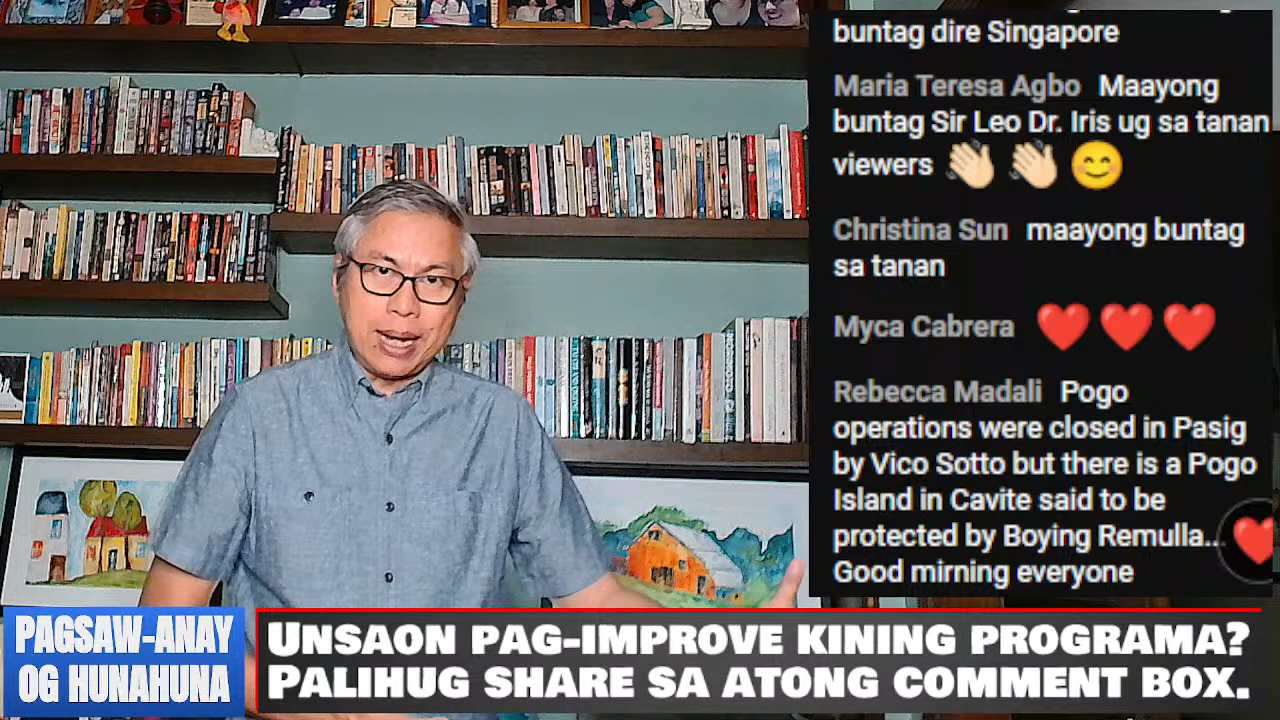 buntag dire Singapore
Maria Teresa Agbo Maayong
buntag Sir Leo Dr. Iris ug sa tanan
viewers 👋🏻 👋🏻 😊
Christina Sun maayong buntag
sa tanan
Myca Cabrera ❤️ ❤️ ❤️
Rebecca Madali Pogo
operations were closed in Pasig
by Vico Sotto but there is a Pogo
Island in Cavite said to be
protected by Boying Remulla...
Good mirning everyone
PAGSAW-ANAY
OG HUNAHUNA
UNSAON PAG-IMPROVE KINING PROGRAMA?
PALIHUG SHARE SA ATONG COMMENT BOX.